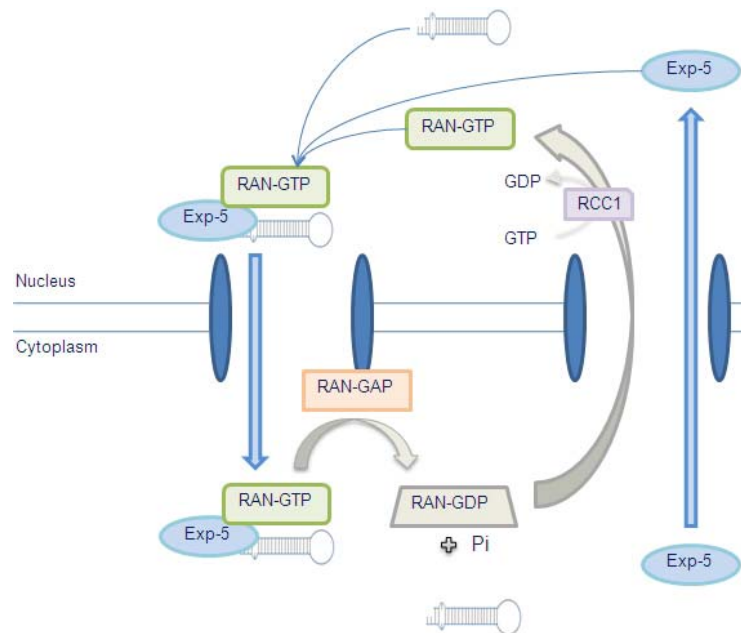 Exp-5
RAN-GTP
RAN-GTP
GDP
RCC1
Exp-5
GTP
Nucleus
Cytoplasm
RAN-GAP
RAN-GTP
RAN-GDP
Exp-5
Pi
Exp-5